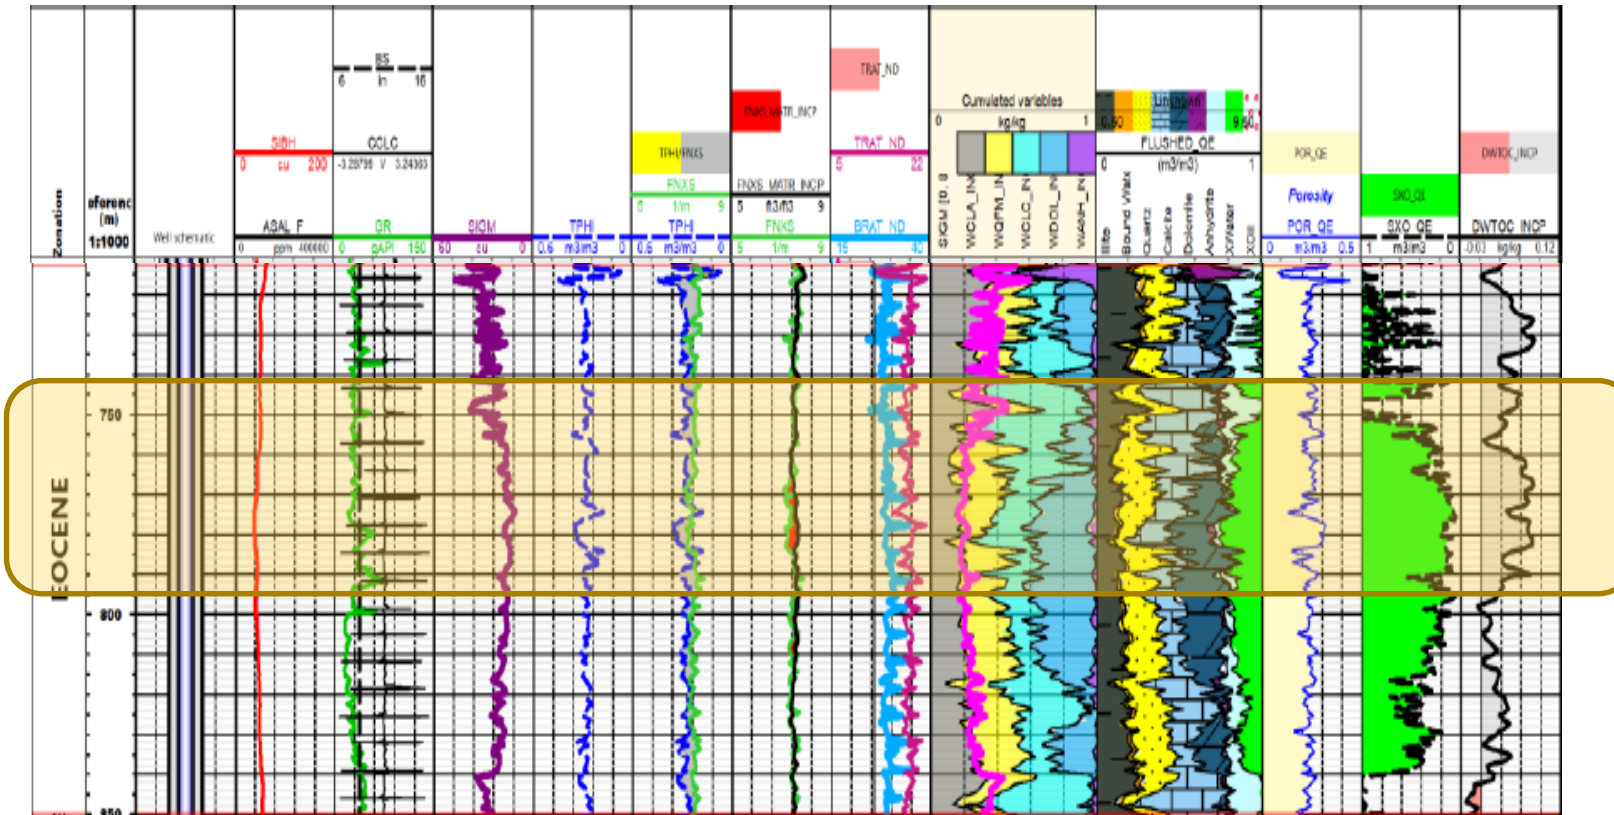 Zonation
(m)
1:1000
Well schematic
SIBH
0 cu 200
ASAL_F
0 ppm 400000
BS
6 in 16
CCLC
V
GR
0 gAPI 150
SIGM
60 cu 0
TPHI
0.6 m3/m3 0
TPHI/FNXS
FNXS
5 1/m 9
TPHI
0.6 m3/m3 0
FNXS_MATR_INCP
FNXS_MATR_INCP
5 ft3/ft3 9
FNXS
5 1/m 9
TRAT_ND
TRAT_ND
5 22
BRAT_ND
15 40
Cumulated variables
0 kg/kg 1
WCLA_IN
WQFM_IN
WCLC_IN
WDOL_IN
WANH_IN
Unknown
FLUSHED_QE
0 (m3/m3) 1
Illite
Bound Watx
Quartz
Calcite
Dolomite
Anhydrite
XWater
XOil
POR_QE
Porosity
POR_QE
0 m3/m3 0.5
SXO_QE
SXO_QE
1 m3/m3 0
DWTOC_INCP
DWTOC_INCP
-0.03 kg/kg 0.12
750
EOCENE
800
850